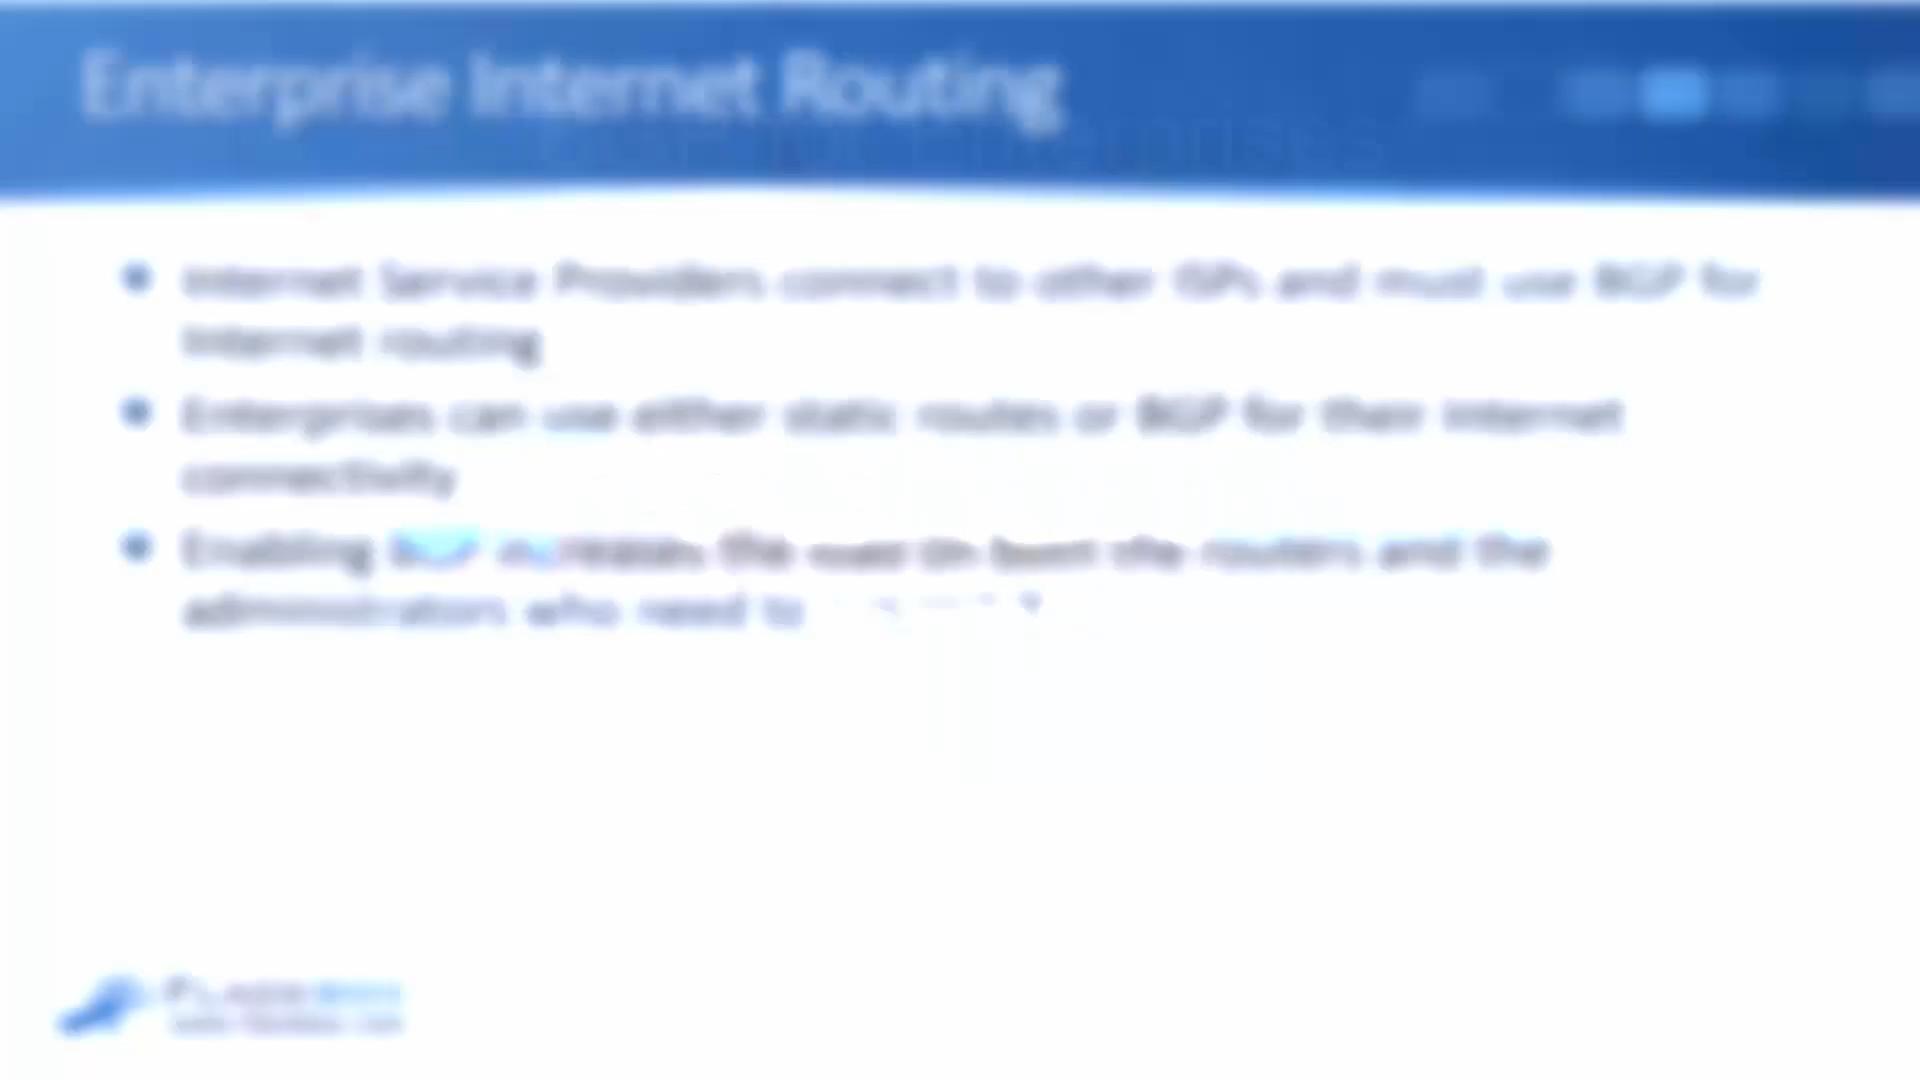 Enterprise Internet Routing
Internet Service Providers connect to other ISPs and must use BGP for
Internet routing
Enterprises can use either static routes or BGP for their Internet
connectivity
Enabling BGP increases the load on both the routers and the
administrators who need to